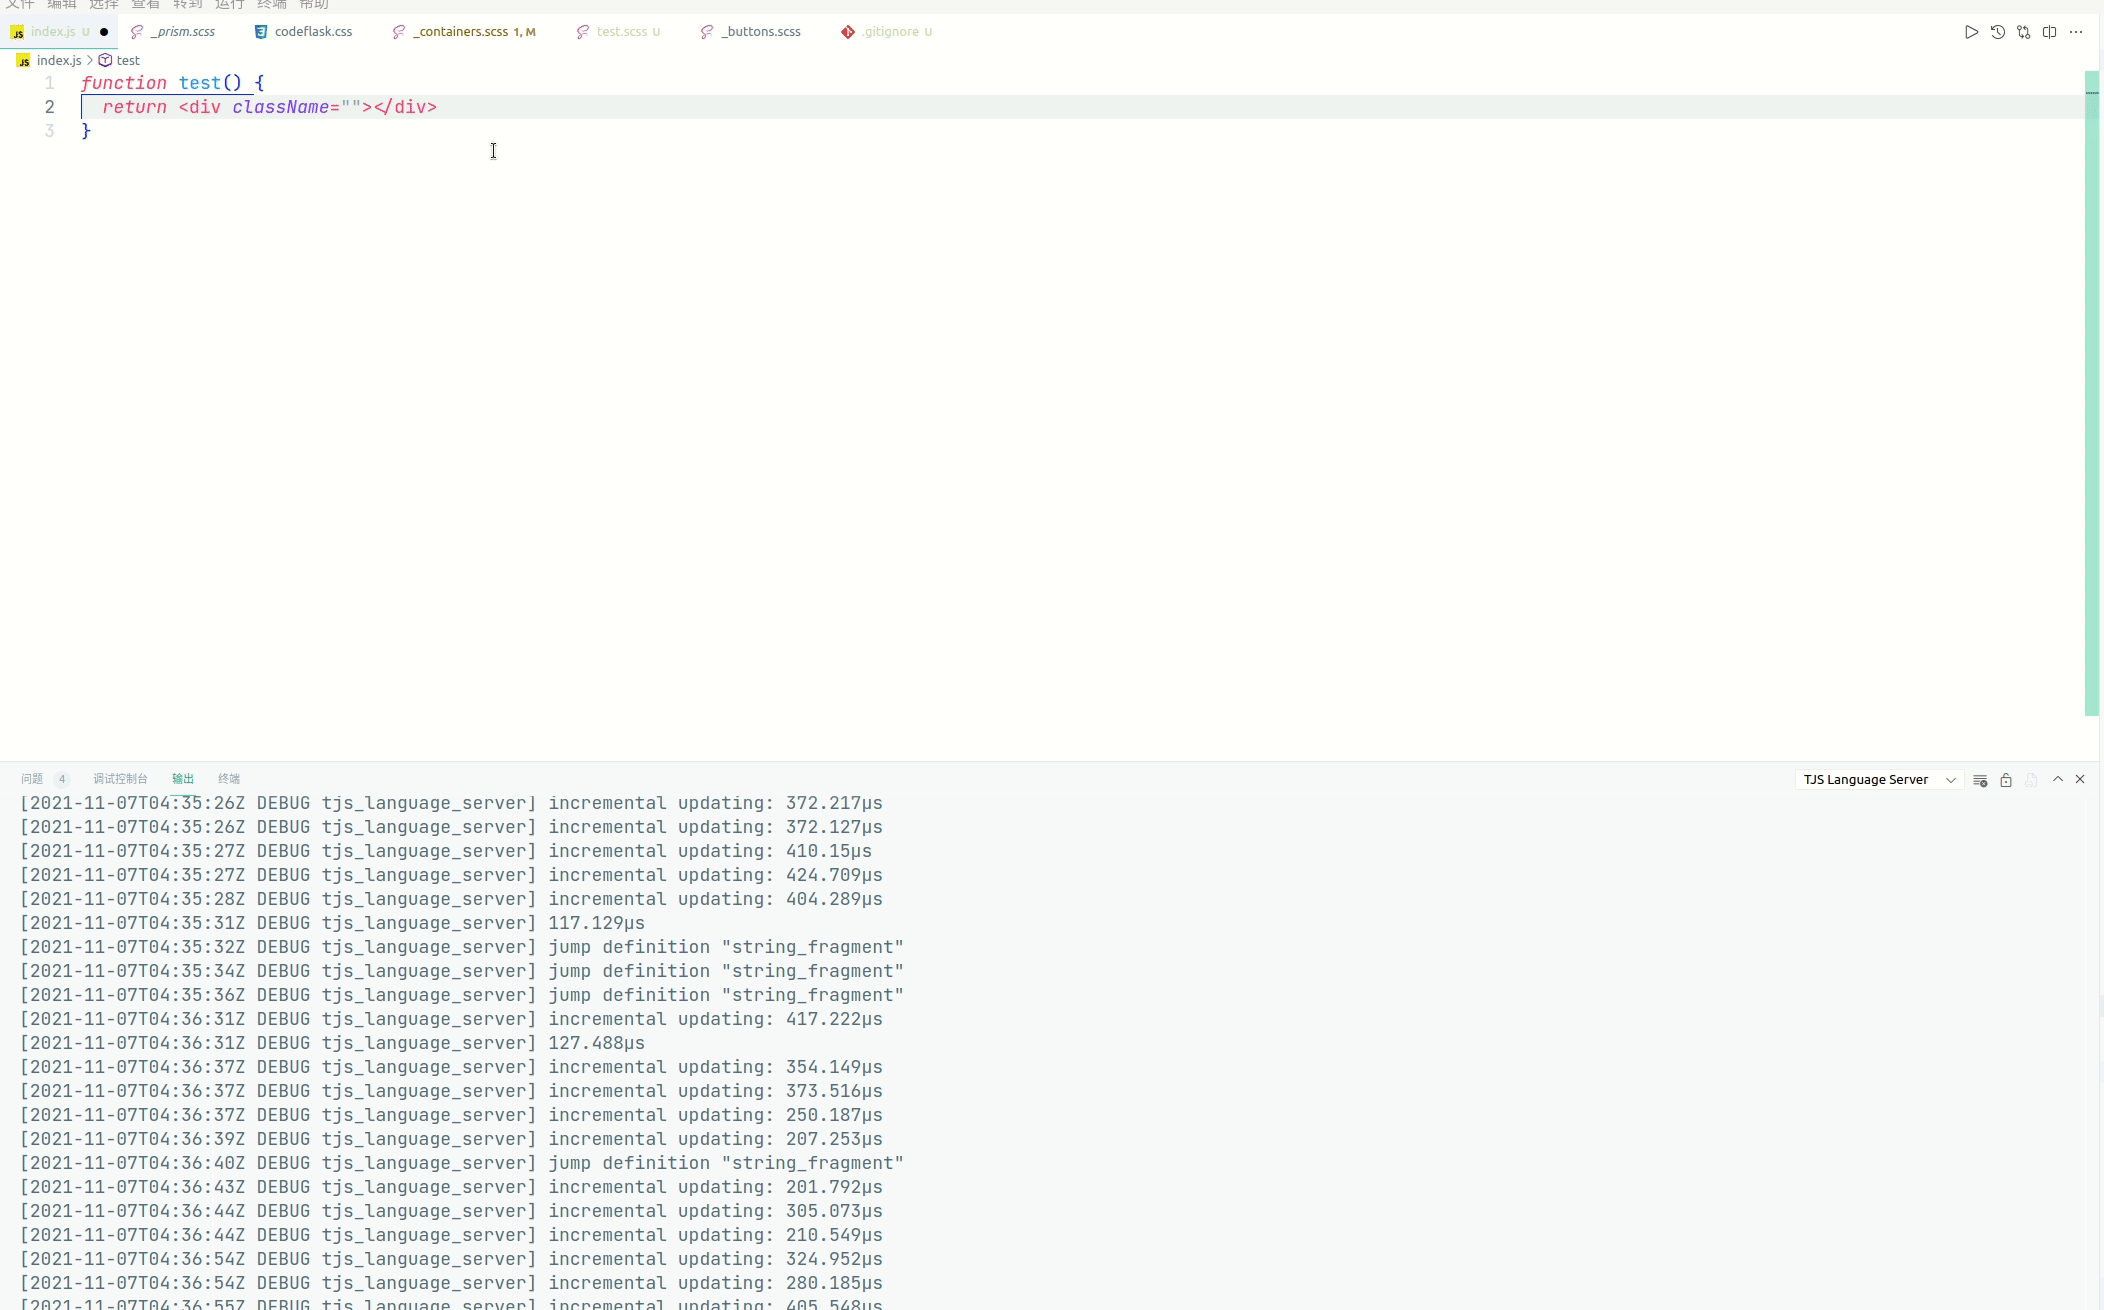 文件 编辑 选择 查看 转到 运行 终端 帮助
JS index.js U ● _prism.scss codeflask.css _containers.scss 1, M test.scss U _buttons.scss .gitignore U
JS index.js > test
1 function test() {
2 return <div className=""></div>
3 }
问题 4 调试控制台 输出 终端 TJS Language Server
[2021-11-07T04:35:26Z DEBUG tjs_language_server] incremental updating: 372.217µs
[2021-11-07T04:35:26Z DEBUG tjs_language_server] incremental updating: 372.127µs
[2021-11-07T04:35:27Z DEBUG tjs_language_server] incremental updating: 410.15µs
[2021-11-07T04:35:27Z DEBUG tjs_language_server] incremental updating: 424.709µs
[2021-11-07T04:35:28Z DEBUG tjs_language_server] incremental updating: 404.289µs
[2021-11-07T04:35:31Z DEBUG tjs_language_server] 117.129µs
[2021-11-07T04:35:32Z DEBUG tjs_language_server] jump definition "string_fragment"
[2021-11-07T04:35:34Z DEBUG tjs_language_server] jump definition "string_fragment"
[2021-11-07T04:35:36Z DEBUG tjs_language_server] jump definition "string_fragment"
[2021-11-07T04:36:31Z DEBUG tjs_language_server] incremental updating: 417.222µs
[2021-11-07T04:36:31Z DEBUG tjs_language_server] 127.488µs
[2021-11-07T04:36:37Z DEBUG tjs_language_server] incremental updating: 354.149µs
[2021-11-07T04:36:37Z DEBUG tjs_language_server] incremental updating: 373.516µs
[2021-11-07T04:36:37Z DEBUG tjs_language_server] incremental updating: 250.187µs
[2021-11-07T04:36:39Z DEBUG tjs_language_server] incremental updating: 207.253µs
[2021-11-07T04:36:40Z DEBUG tjs_language_server] jump definition "string_fragment"
[2021-11-07T04:36:43Z DEBUG tjs_language_server] incremental updating: 201.792µs
[2021-11-07T04:36:44Z DEBUG tjs_language_server] incremental updating: 305.073µs
[2021-11-07T04:36:44Z DEBUG tjs_language_server] incremental updating: 210.549µs
[2021-11-07T04:36:54Z DEBUG tjs_language_server] incremental updating: 324.952µs
[2021-11-07T04:36:54Z DEBUG tjs_language_server] incremental updating: 280.185µs
[2021-11-07T04:36:55Z DEBUG tjs_language_server] incremental updating: 405.548µs